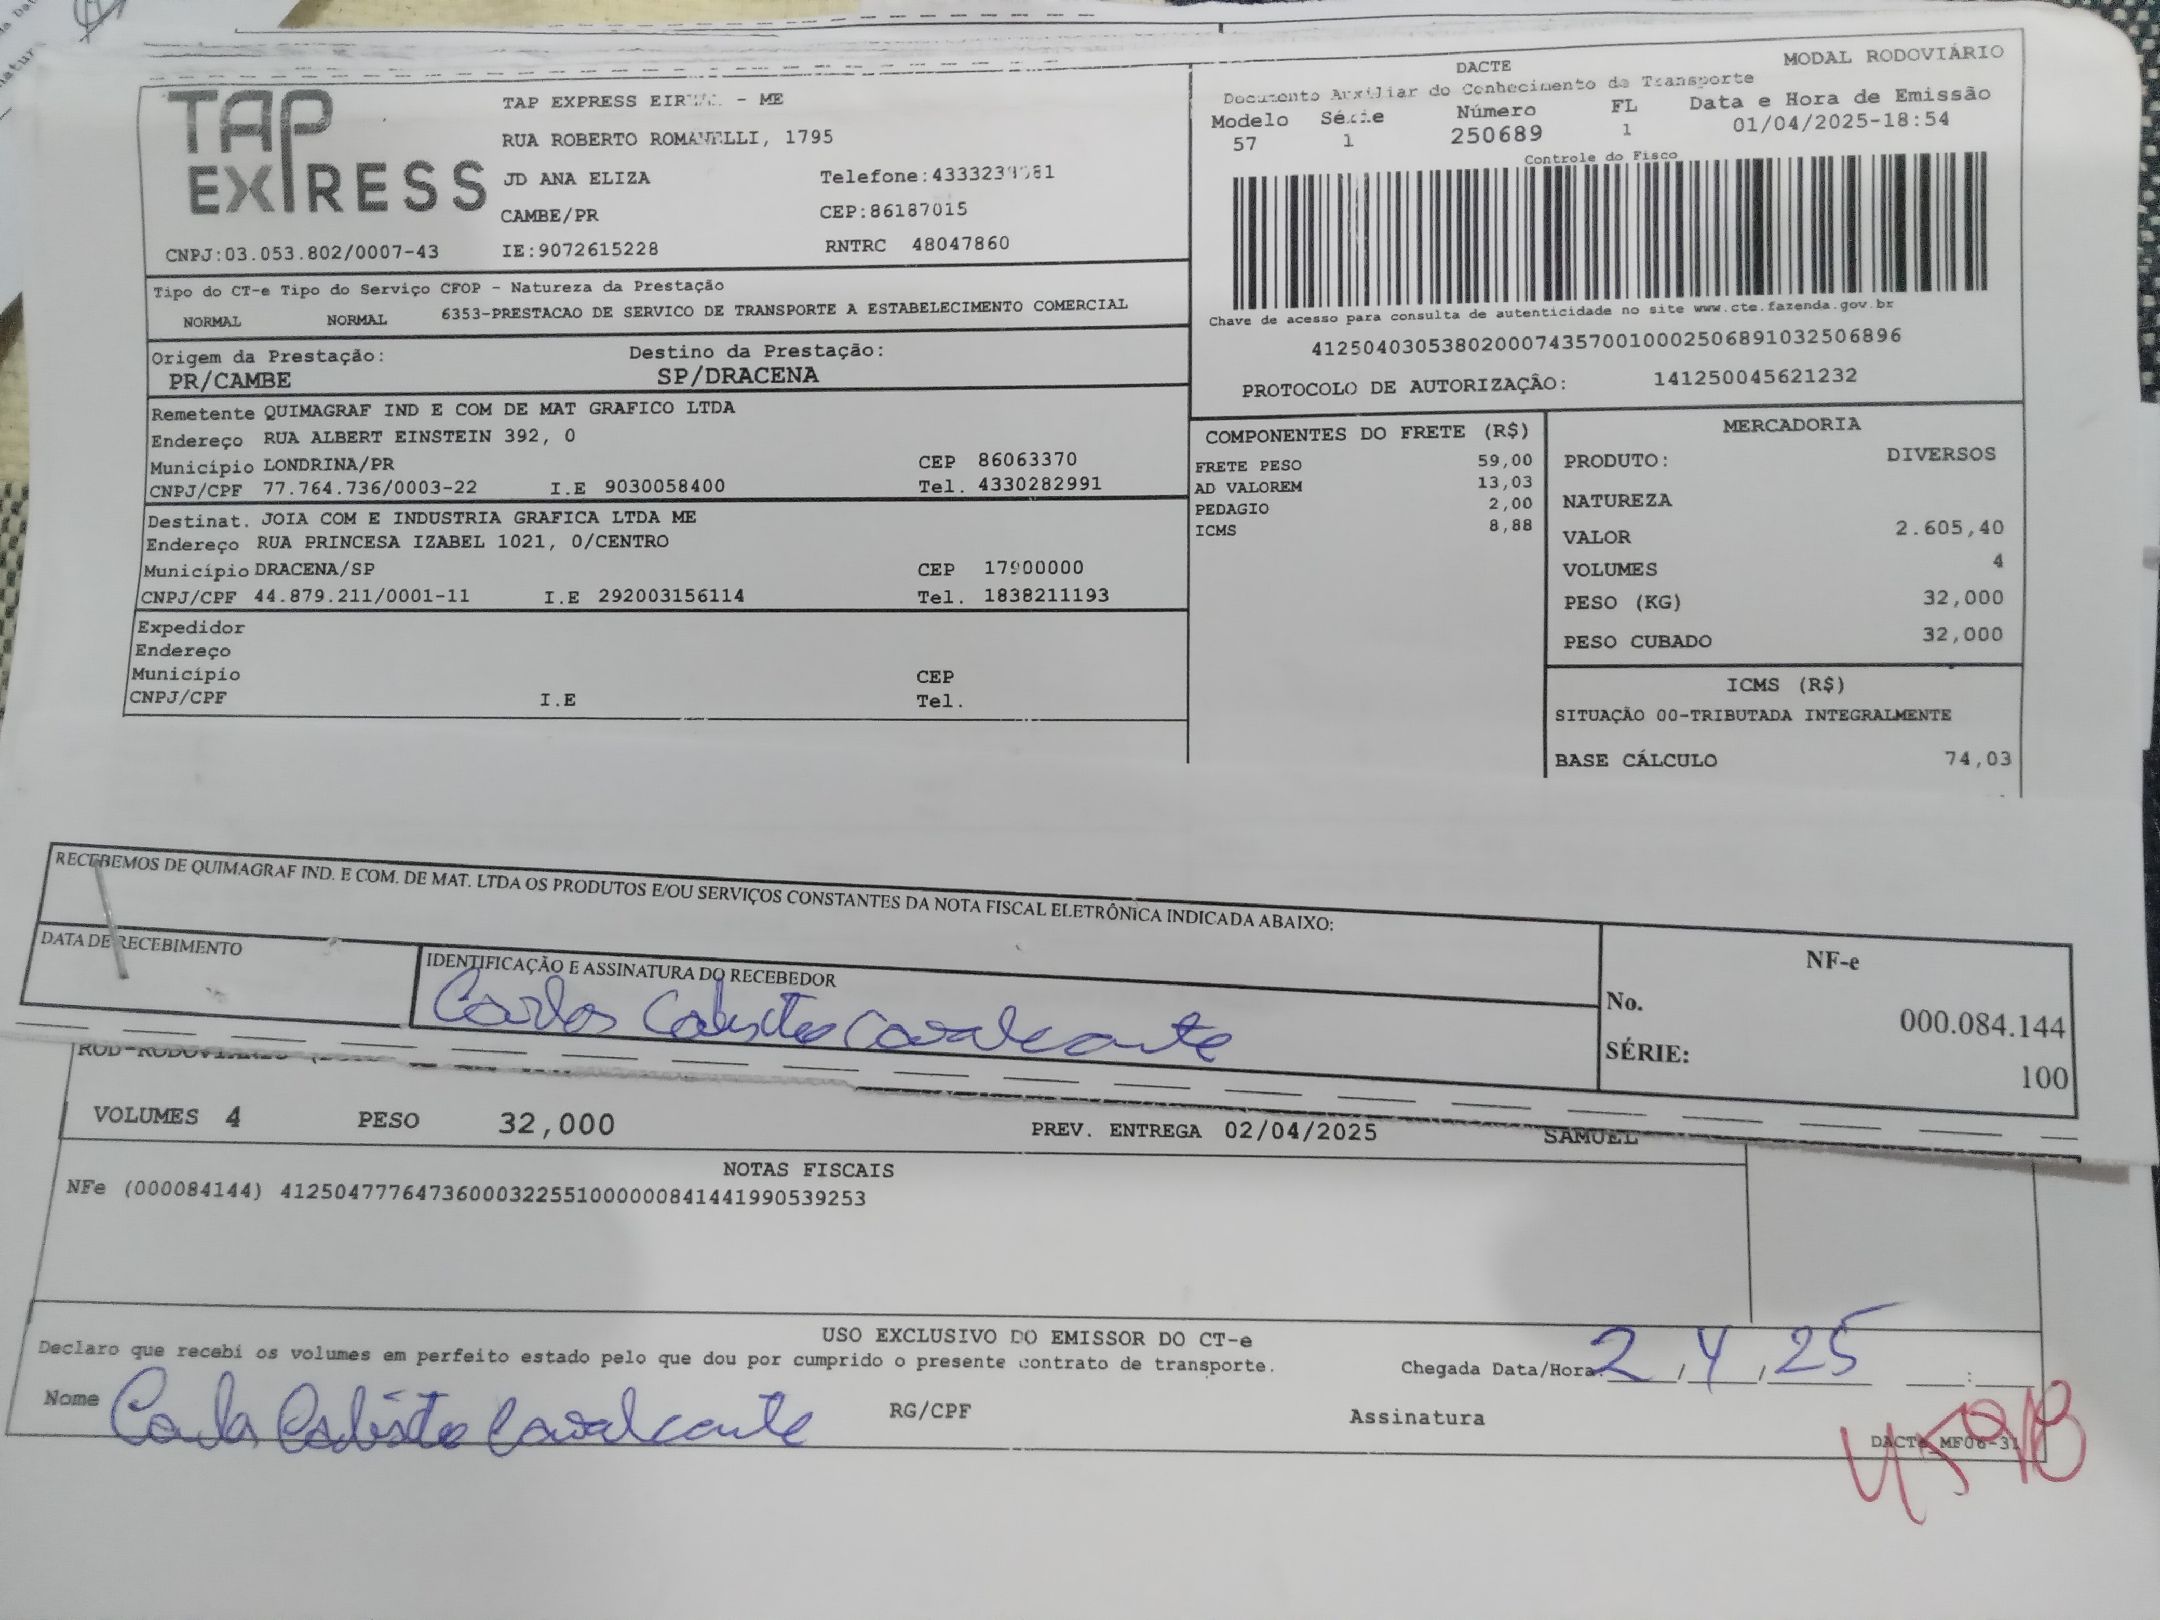 TAP EXPRESS
TAP EXPRESS - ME
RUA ROBERTO ROMANELLI, 1795
JD ANA ELIZA Telefone:
CAMBE/PR CEP:86187015
CNPJ:03.053.802/0007-43 IE:9072615228 RNTRC 48047860
DACTE MODAL RODOVIÁRIO
Documento Auxiliar do Conhecimento de Transporte
Modelo Série Número FL Data e Hora de Emissão
57 1 250689 1 01/04/2025-18:54
Controle do Fisco
Chave de acesso para consulta de autenticidade no site www.cte.fazenda.gov.br
41250403053802000743570010002506891032506896
PROTOCOLO DE AUTORIZAÇÃO: 141250045621232
Tipo do CT-e Tipo do Serviço CFOP - Natureza da Prestação
NORMAL NORMAL 6353-PRESTACAO DE SERVICO DE TRANSPORTE A ESTABELECIMENTO COMERCIAL
Origem da Prestação: Destino da Prestação:
PR/CAMBE SP/DRACENA
Remetente QUIMAGRAF IND E COM DE MAT GRAFICO LTDA
Endereço RUA ALBERT EINSTEIN 392, 0
Município LONDRINA/PR CEP 86063370
CNPJ/CPF 77.764.736/0003-22 I.E 9030058400 Tel. 4330282991
Destinat. JOIA COM E INDUSTRIA GRAFICA LTDA ME
Endereço RUA PRINCESA IZABEL 1021, 0/CENTRO
Município DRACENA/SP CEP 17900000
CNPJ/CPF 44.879.211/0001-11 I.E 292003156114 Tel. 1838211193
Expedidor
Endereço
Município CEP
CNPJ/CPF I.E Tel.
COMPONENTES DO FRETE (R$)
FRETE PESO 59,00
AD VALOREM 13,03
PEDAGIO 2,00
ICMS 8,88
MERCADORIA
PRODUTO: DIVERSOS
NATUREZA
VALOR 2.605,40
VOLUMES 4
PESO (KG) 32,000
PESO CUBADO 32,000
ICMS (R$)
SITUAÇÃO 00-TRIBUTADA INTEGRALMENTE
BASE CÁLCULO 74,03
RECEBEMOS DE QUIMAGRAF IND. E COM. DE MAT. LTDA OS PRODUTOS E/OU SERVIÇOS CONSTANTES DA NOTA FISCAL ELETRÔNICA INDICADA ABAIXO:
DATA DE RECEBIMENTO
IDENTIFICAÇÃO E ASSINATURA DO RECEBEDOR
Carlos Calisto Cavalcante
NF-e
No. 000.084.144
SÉRIE: 100
VOLUMES 4 PESO 32,000 PREV. ENTREGA 02/04/2025 SAMUEL
NOTAS FISCAIS
NFe (000084144) 41250477764736000322551000000841441990539253
USO EXCLUSIVO DO EMISSOR DO CT-e
Declaro que recebi os volumes em perfeito estado pelo que dou por cumprido o presente contrato de transporte.
Chegada Data/Hora: 2 / 4 / 25 :
Nome Carlos Calisto Cavalcante RG/CPF Assinatura
DACTe_MF06-31